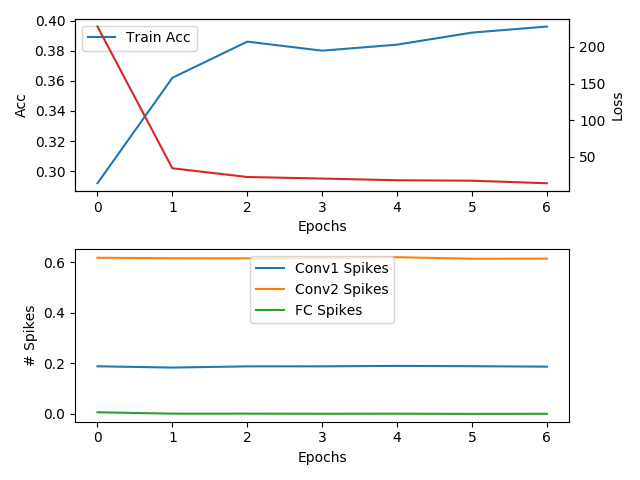 0.40
0.38
0.36
0.34
0.32
0.30
Acc
Train Acc
200
150
100
50
Loss
0 1 2 3 4 5 6
Epochs
0.6
0.4
0.2
0.0
# Spikes
Conv1 Spikes
Conv2 Spikes
FC Spikes
0 1 2 3 4 5 6
Epochs